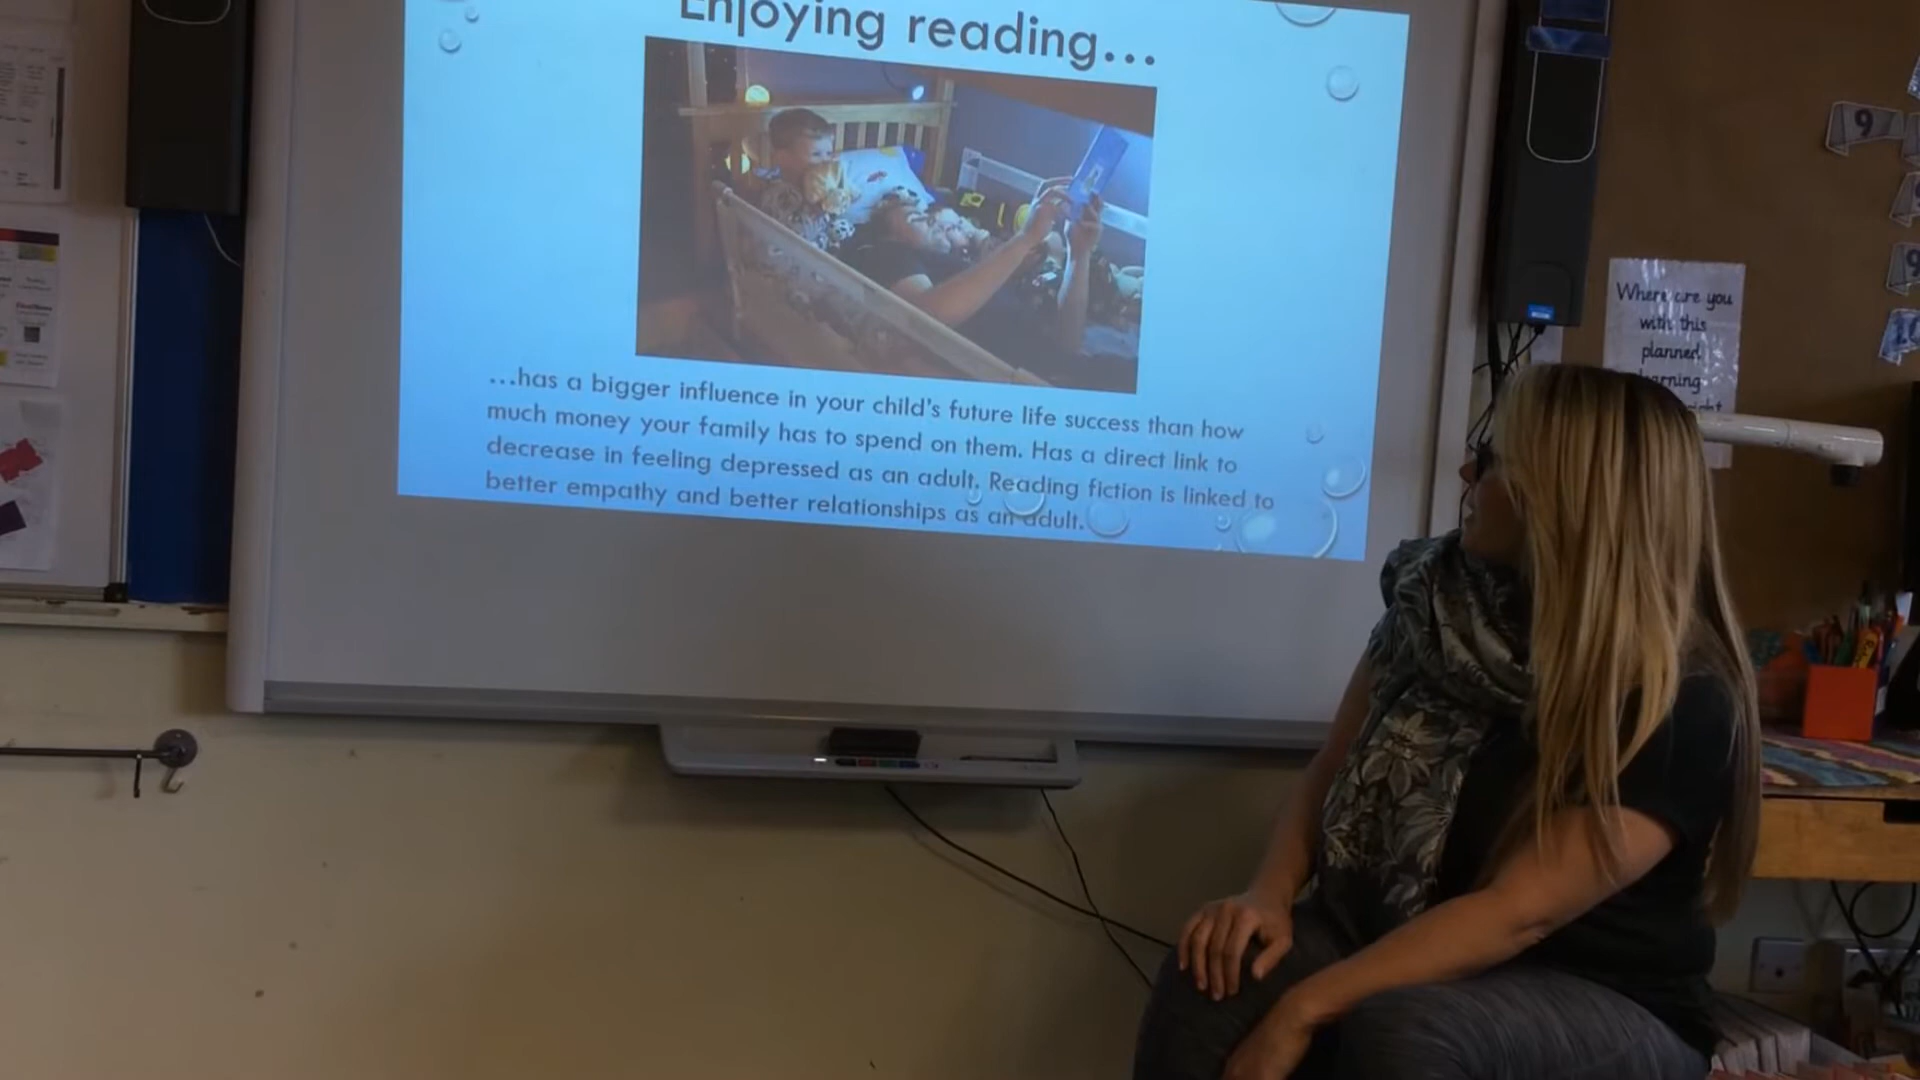 Enjoying reading...
...has a bigger influence in your child's future life success than how
much money your family has to spend on them. Has a direct link to
decrease in feeling depressed as an adult. Reading fiction is linked to
better empathy and better relationships as an adult.
Where are you
with this
planned
learning
9
9
10